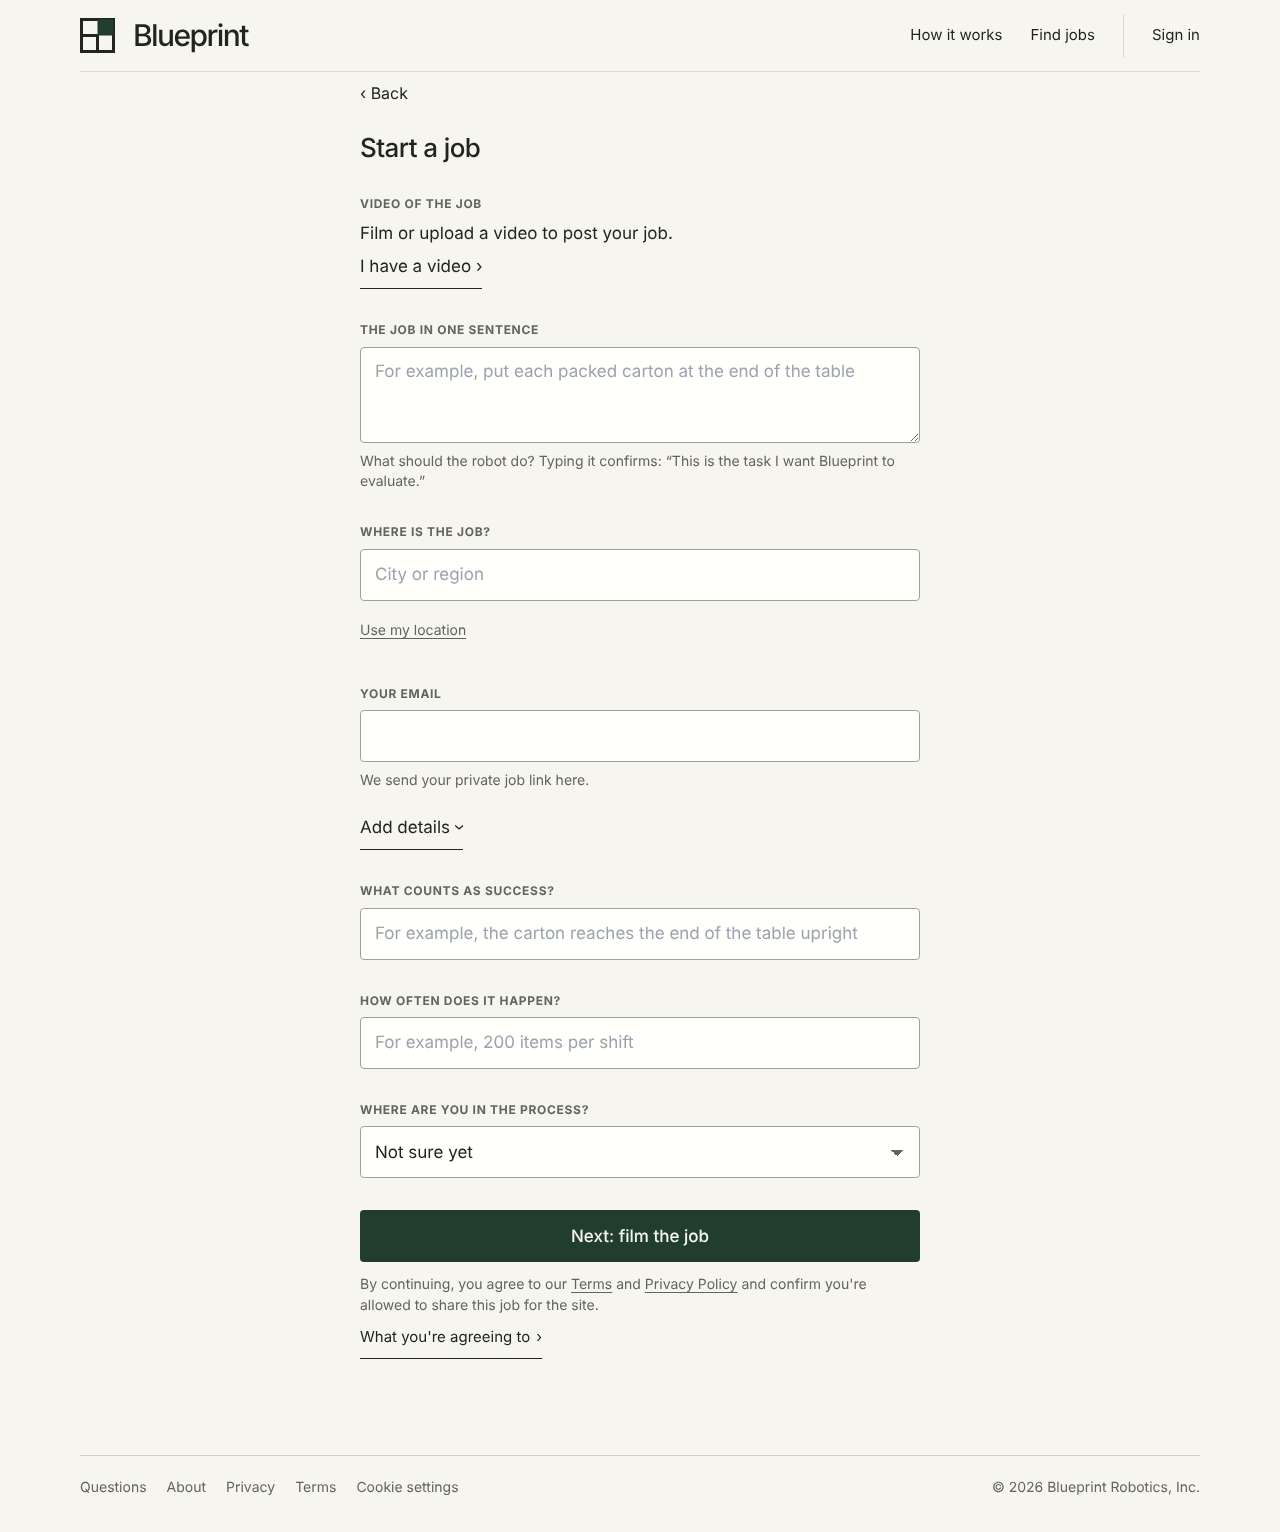 Blueprint
How it works
Find jobs
Sign in
‹ Back
Start a job
VIDEO OF THE JOB
Film or upload a video to post your job.
I have a video ›
THE JOB IN ONE SENTENCE
For example, put each packed carton at the end of the table
What should the robot do? Typing it confirms: “This is the task I want Blueprint to
evaluate.”
WHERE IS THE JOB?
City or region
Use my location
YOUR EMAIL
We send your private job link here.
Add details
WHAT COUNTS AS SUCCESS?
For example, the carton reaches the end of the table upright
HOW OFTEN DOES IT HAPPEN?
For example, 200 items per shift
WHERE ARE YOU IN THE PROCESS?
Not sure yet
Next: film the job
By continuing, you agree to our Terms and Privacy Policy and confirm you're
allowed to share this job for the site.
What you're agreeing to ›
Questions
About
Privacy
Terms
Cookie settings
© 2026 Blueprint Robotics, Inc.